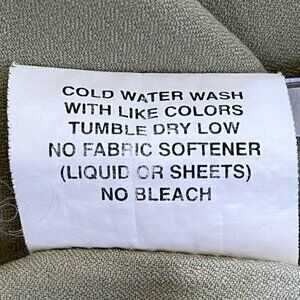 COLD WATER WASH
WITH LIKE COLORS
TUMBLE DRY LOW
NO FABRIC SOFTENER
(LIQUID OR SHEETS)
NO BLEACH